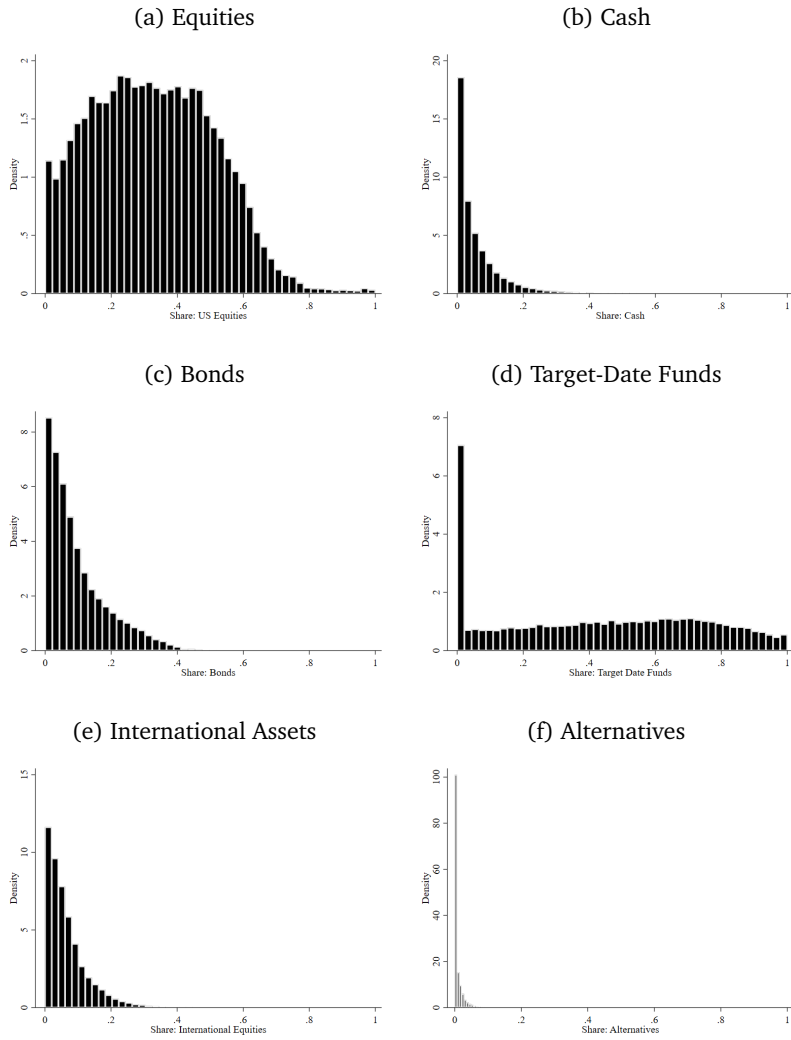 (a) Equities
Density
0 .5 1 1.5 2
0 .2 .4 .6 .8 1
Share: US Equities
(b) Cash
Density
0 5 10 15 20
0 .2 .4 .6 .8 1
Share: Cash
(c) Bonds
Density
0 2 4 6 8
0 .2 .4 .6 .8 1
Share: Bonds
(d) Target-Date Funds
Density
0 2 4 6 8
0 .2 .4 .6 .8 1
Share: Target Date Funds
(e) International Assets
Density
0 5 10 15
0 .2 .4 .6 .8 1
Share: International Equities
(f) Alternatives
Density
0 20 40 60 80 100
0 .2 .4 .6 .8 1
Share: Alternatives